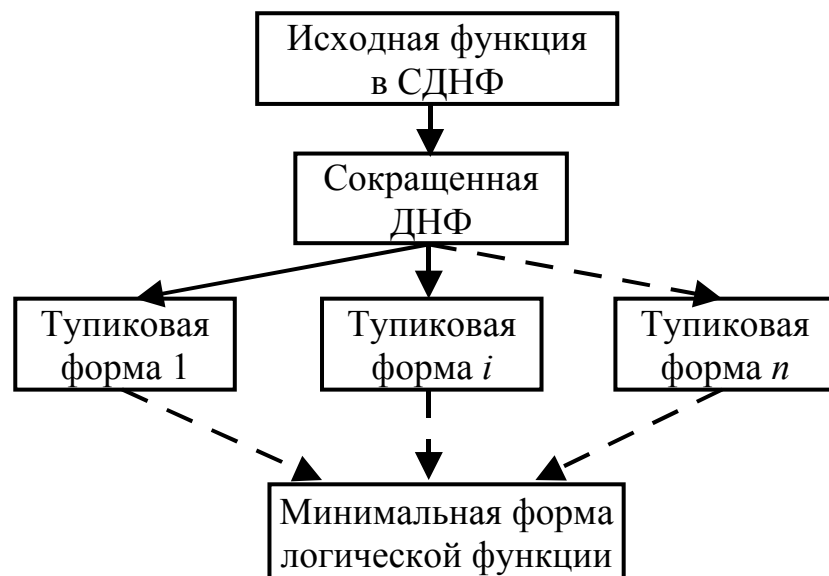 Исходная функция
в СДНФ
Сокращенная
ДНФ
Тупиковая
форма 1
Тупиковая
форма i
Тупиковая
форма n
Минимальная форма
логической функции